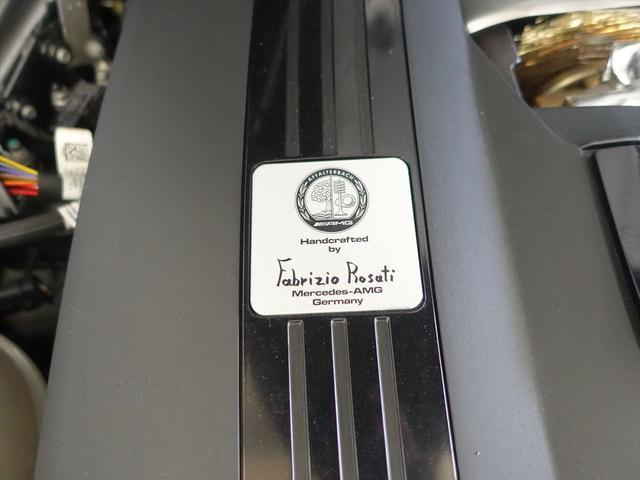 AFFALTERBACH
AMG
Handcrafted
by
Fabrizio Rosati
Mercedes-AMG
Germany